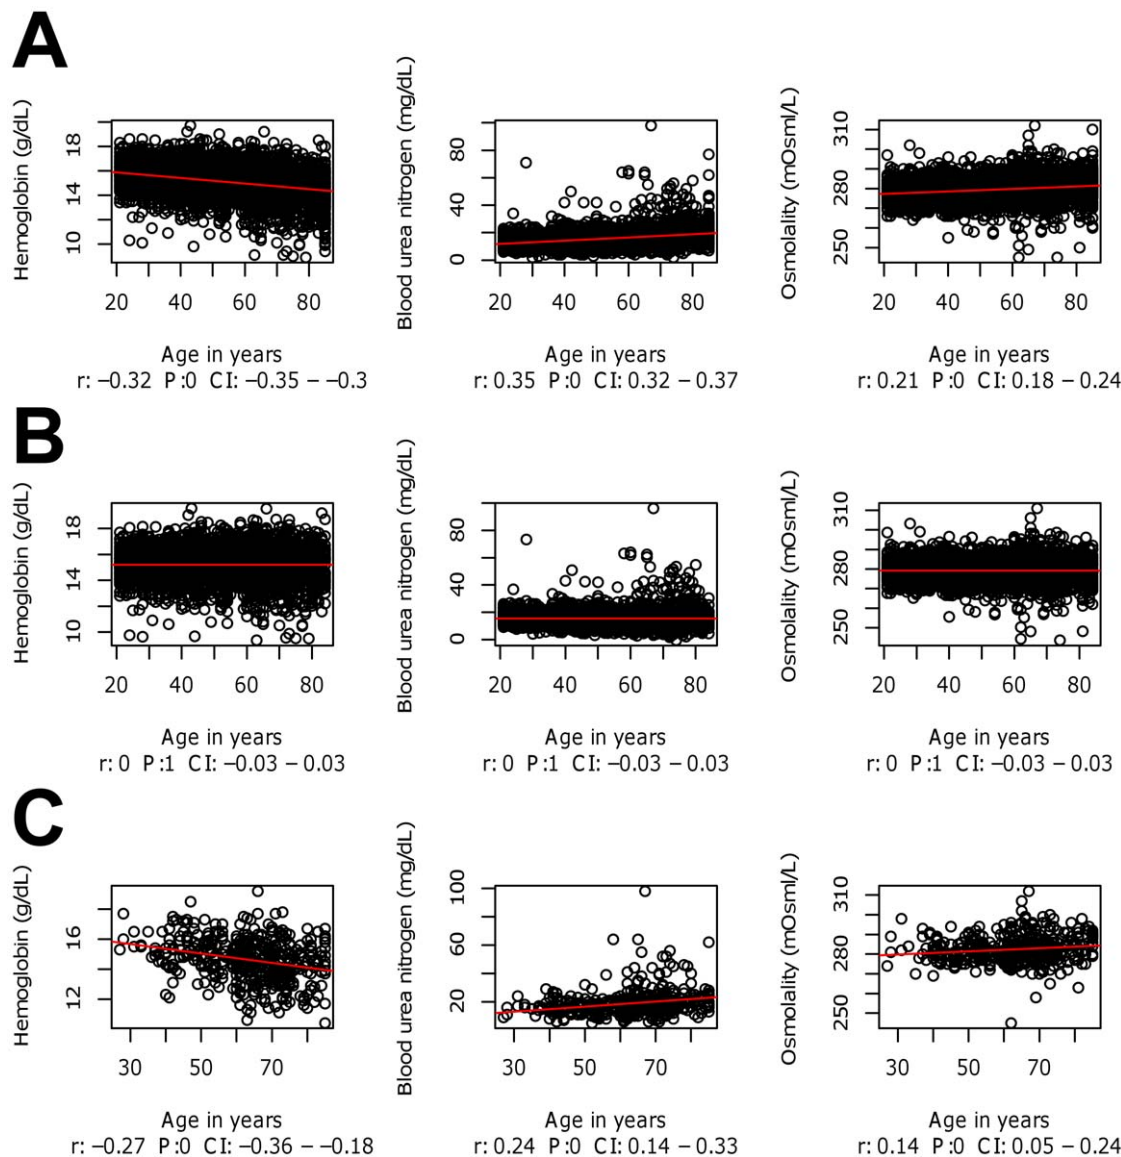 A
Hemoglobin (g/dL)
18
14
10
20 40 60 80
Age in years
r: −0.32 P:0 CI: −0.35 − −0.3
Blood urea nitrogen (mg/dL)
80
40
0
20 40 60 80
Age in years
r: 0.35 P:0 CI: 0.32 − 0.37
Osmolality (mOsml/L)
310
280
250
20 40 60 80
Age in years
r: 0.21 P:0 CI: 0.18 − 0.24
B
Hemoglobin (g/dL)
18
14
10
20 40 60 80
Age in years
r: 0 P:1 CI: −0.03 − 0.03
Blood urea nitrogen (mg/dL)
80
40
0
20 40 60 80
Age in years
r: 0 P:1 CI: −0.03 − 0.03
Osmolality (mOsml/L)
310
280
250
20 40 60 80
Age in years
r: 0 P:1 CI: −0.03 − 0.03
C
Hemoglobin (g/dL)
16
12
30 50 70
Age in years
r: −0.27 P:0 CI: −0.36 − −0.18
Blood urea nitrogen (mg/dL)
100
60
20
30 50 70
Age in years
r: 0.24 P:0 CI: 0.14 − 0.33
Osmolality (mOsml/L)
310
280
250
30 50 70
Age in years
r: 0.14 P:0 CI: 0.05 − 0.24